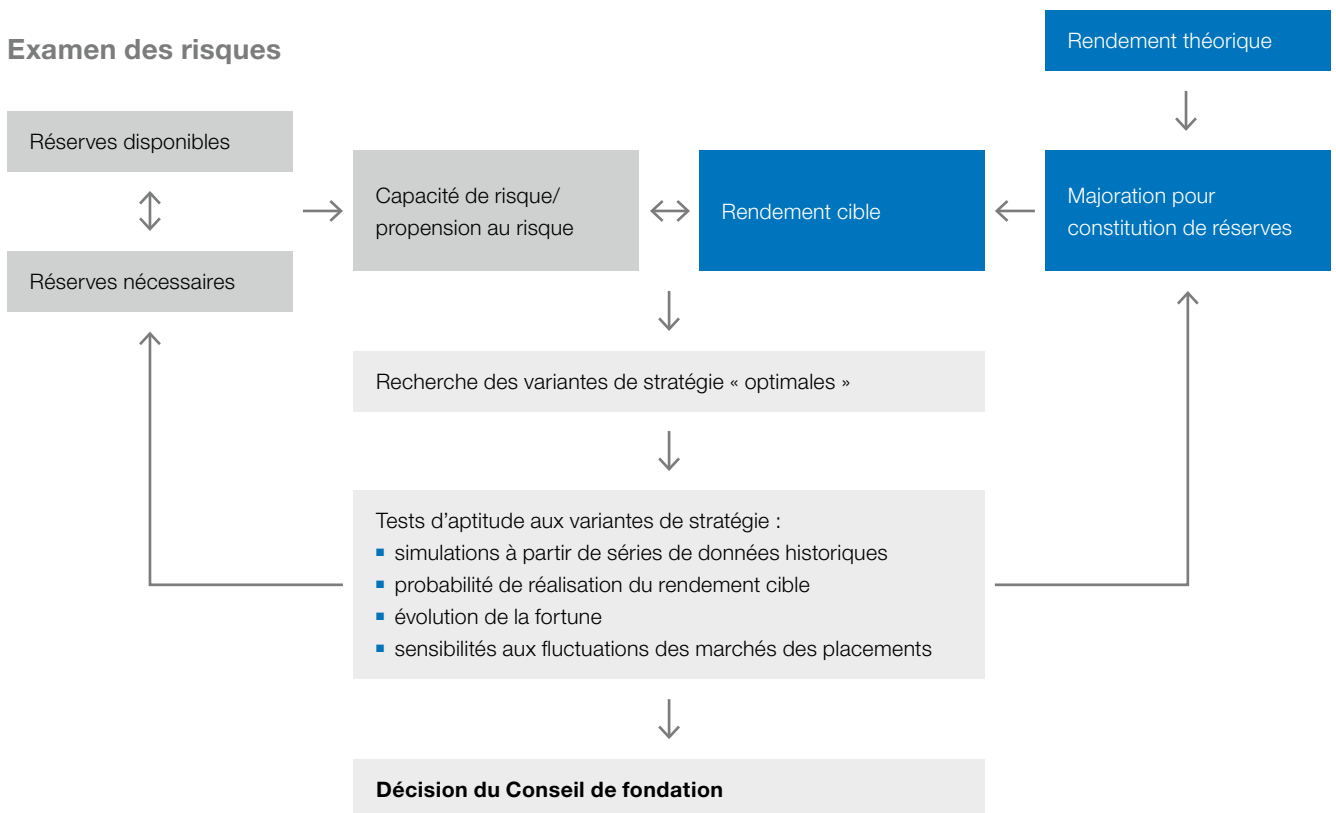 Examen des risques
Rendement théorique
Réserves disponibles
Réserves nécessaires
Capacité de risque/
propension au risque
Rendement cible
Majoration pour
constitution de réserves
Recherche des variantes de stratégie « optimales »
Tests d’aptitude aux variantes de stratégie :
▪ simulations à partir de séries de données historiques
▪ probabilité de réalisation du rendement cible
▪ évolution de la fortune
▪ sensibilités aux fluctuations des marchés des placements
Décision du Conseil de fondation